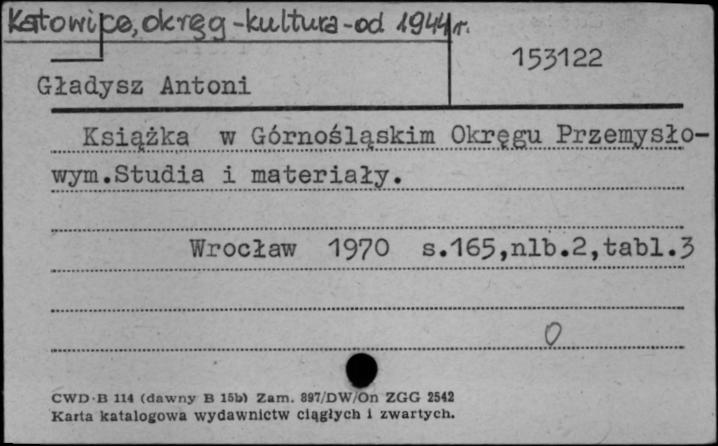 Katowice, okręg - kultura - od 1944 r.
153122
Gładysz Antoni
Książka w Górnośląskim Okręgu Przemysło-
wym. Studia i materiały.
Wrocław 1970 s.165,nlb.2,tabl.3
0
CWD-B 114 (dawny B 15b) Zam. 897/DW/On ZGG 2542
Karta katalogowa wydawnictw ciągłych i zwartych.